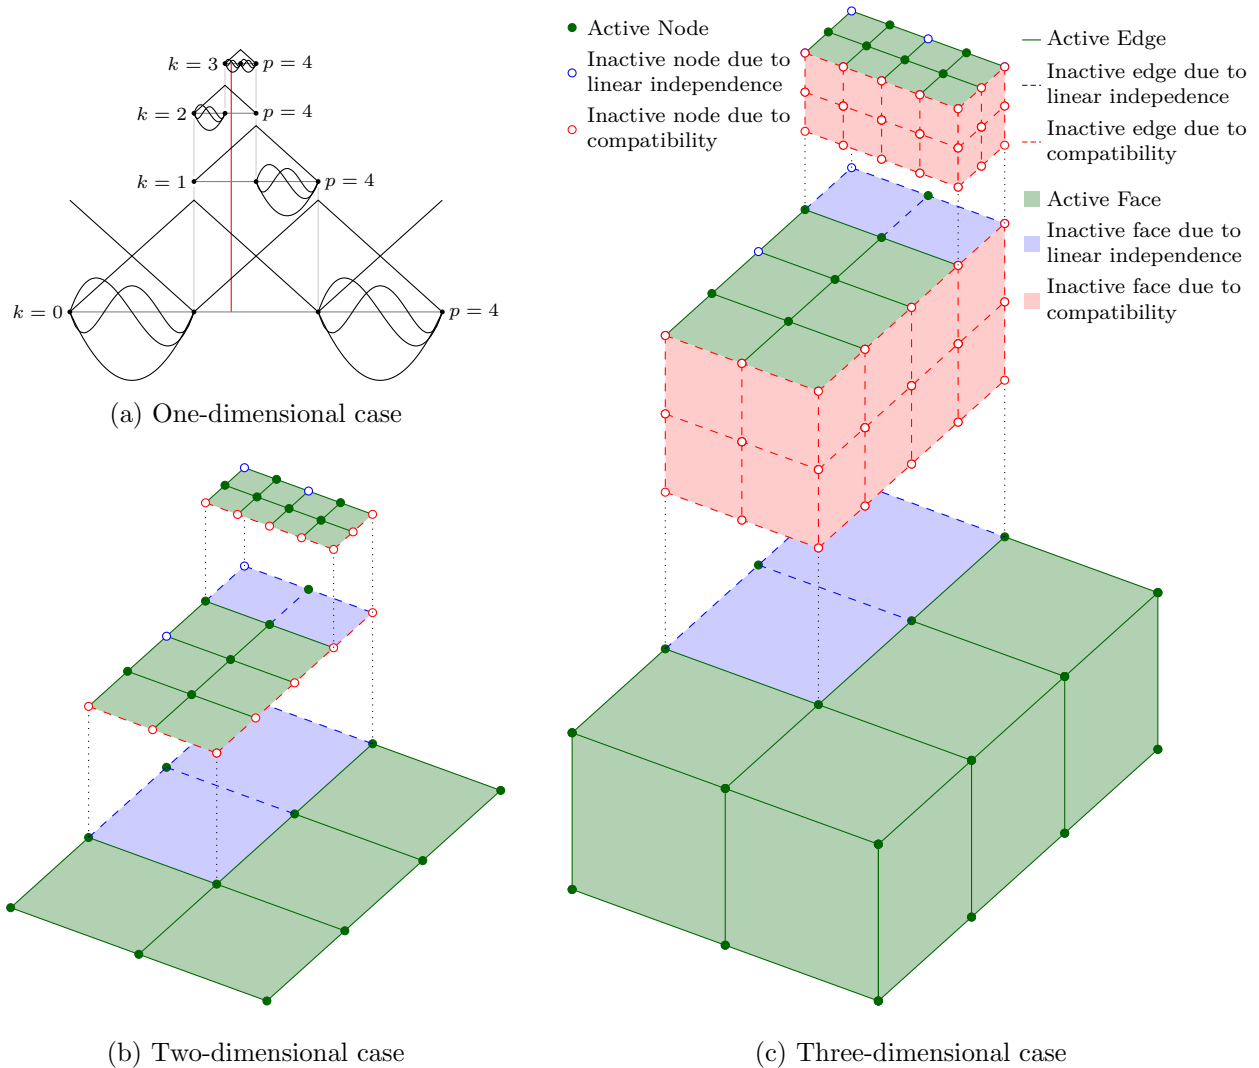 k = 3
p = 4
k = 2
p = 4
k = 1
p = 4
k = 0
p = 4
(a) One-dimensional case
Active Node
Inactive node due to
linear independence
Inactive node due to
compatibility
Active Edge
Inactive edge due to
linear indepedence
Inactive edge due to
compatibility
Active Face
Inactive face due to
linear independence
Inactive face due to
compatibility
(b) Two-dimensional case
(c) Three-dimensional case